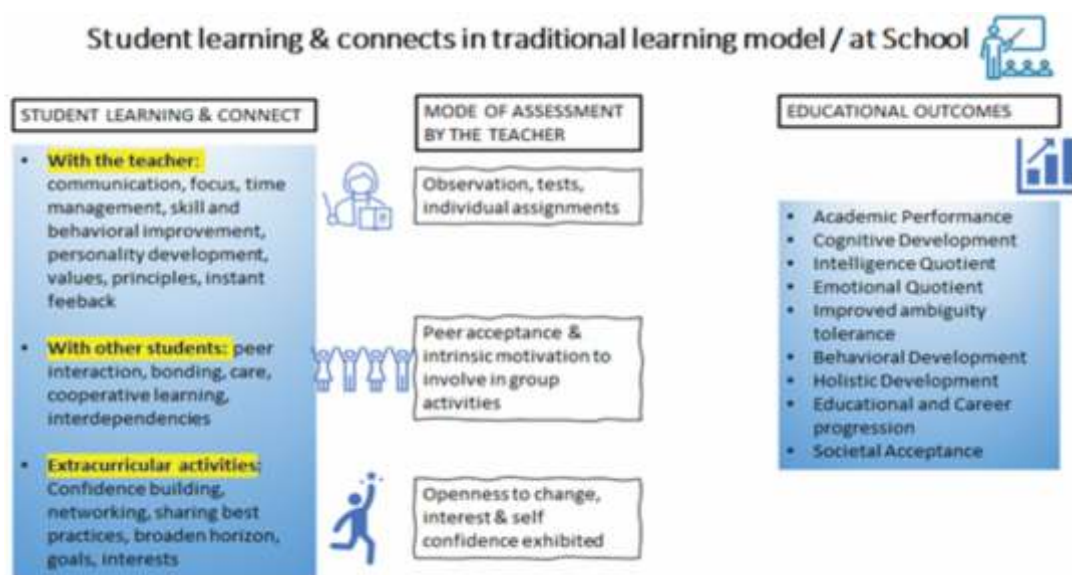 Student learning & connects in traditional learning model / at School
STUDENT LEARNING & CONNECT
• With the teacher:
communication, focus, time
management, skill and
behavioral improvement,
personality development,
values, principles, instant
feeback
• With other students: peer
interaction, bonding, care,
cooperative learning,
interdependencies
• Extracurricular activities:
Confidence building,
networking, sharing best
practices, broaden horizon,
goals, interests
MODE OF ASSESSMENT
BY THE TEACHER
Observation, tests,
individual assignments
Peer acceptance &
intrinsic motivation to
involve in group
activities
Openness to change,
interest & self
confidence exhibited
EDUCATIONAL OUTCOMES
• Academic Performance
• Cognitive Development
• Intelligence Quotient
• Emotional Quotient
• Improved ambiguity
tolerance
• Behavioral Development
• Holistic Development
• Educational and Career
progression
• Societal Acceptance